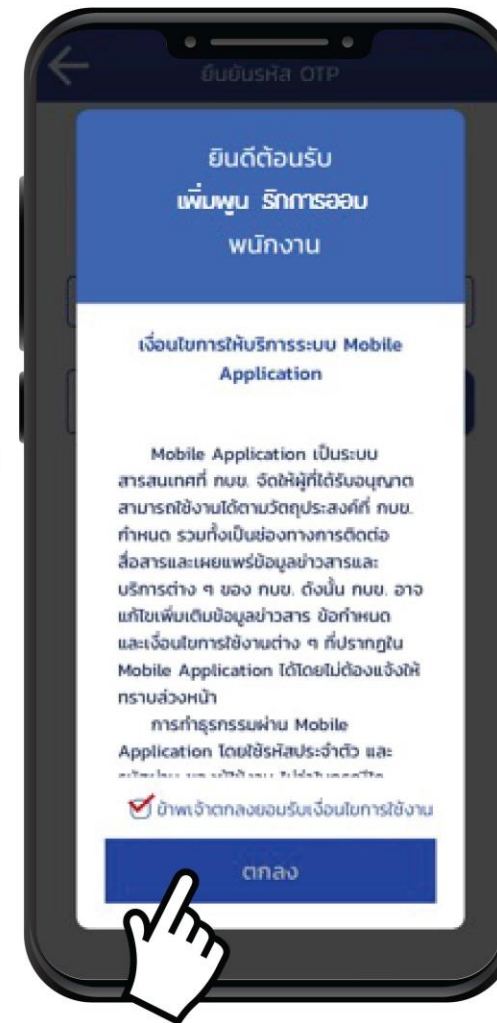 ยืนยันรหัส OTP
ยินดีต้อนรับ
เพิ่มพูน รักการออม
พนักงาน
เงื่อนไขการให้บริการระบบ Mobile
Application
Mobile Application เป็นระบบ
สารสนเทศที่ กบข. จัดให้ผู้ที่ได้รับอนุญาต
สามารถใช้งานได้ตามวัตถุประสงค์ที่ กบข.
กำหนด รวมทั้งเป็นช่องทางการติดต่อ
สื่อสารและเผยแพร่ข้อมูลข่าวสารและ
บริการต่าง ๆ ของ กบข. ดังนั้น กบข. อาจ
แก้ไขเพิ่มเติมข้อมูลข่าวสาร ข้อกำหนด
และเงื่อนไขการใช้งานต่าง ๆ ที่ปรากฏใน
Mobile Application ได้โดยไม่ต้องแจ้งให้
ทราบล่วงหน้า
การทำธุรกรรมผ่าน Mobile
Application โดยใช้รหัสประจำตัว และ
ข้าพเจ้าตกลงยอมรับเงื่อนไขการใช้งาน
ตกลง